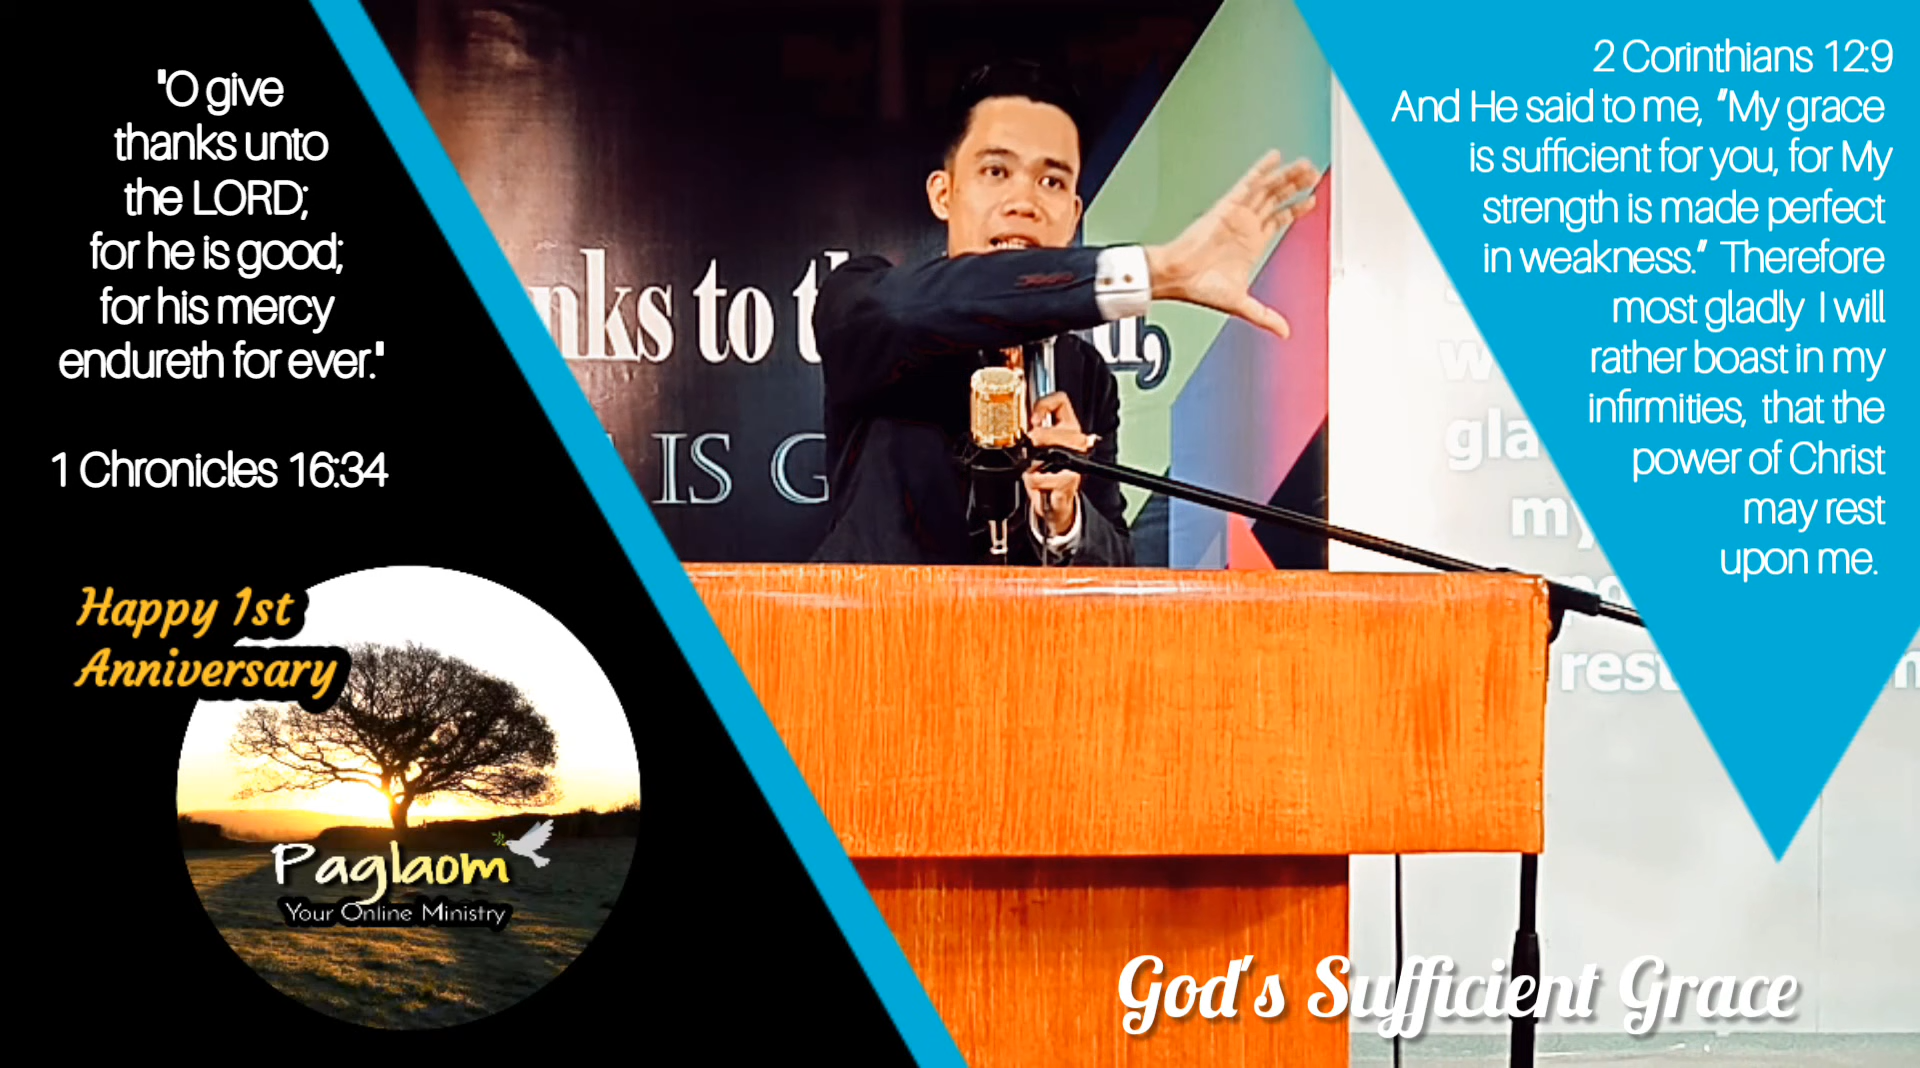 "O give
thanks unto
the LORD;
for he is good;
for his mercy
endureth for ever."
1 Chronicles 16:34
Happy 1st
Anniversary
Paglaom
Your Online Ministry
to
IS
2 Corinthians 12:9
And He said to me, "My grace
is sufficient for you, for My
strength is made perfect
in weakness." Therefore
most gladly I will
rather boast in my
infirmities, that the
power of Christ
may rest
upon me.
my
rest
God's Sufficient Grace